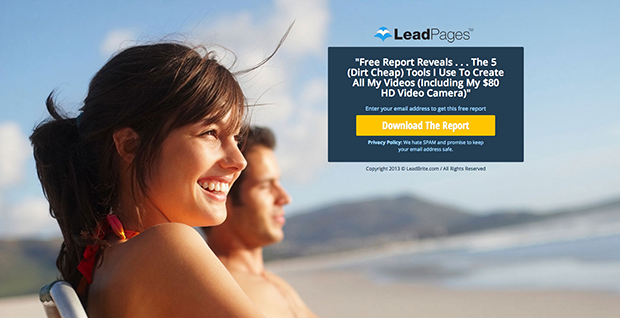 LeadPages
"Free Report Reveals . . . The 5
(Dirt Cheap) Tools I Use To Create
All My Videos (Including My $80
HD Video Camera)"
Enter your email address to get this free report
Download The Report
Privacy Policy: We hate SPAM and promise to keep
your email address safe.
Copyright 2013 © LeadBrite.com / All Rights Reserved